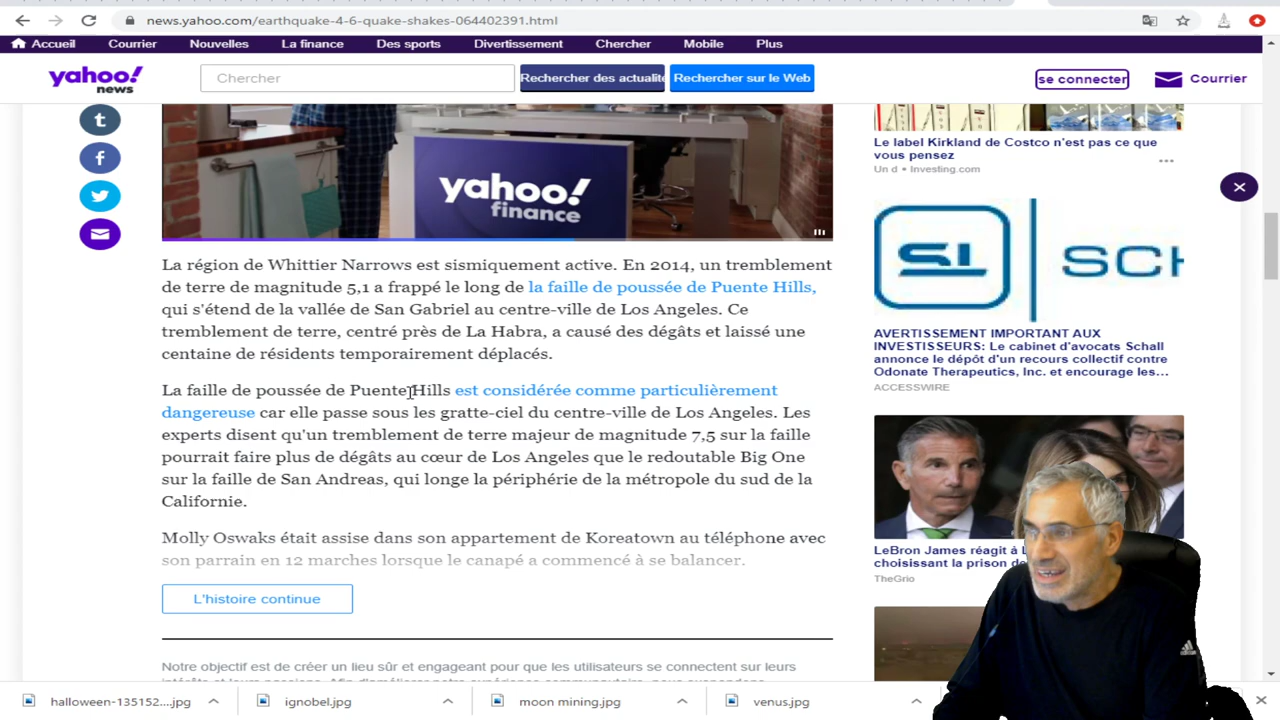 news.yahoo.com/earthquake-4-6-quake-shakes-064402391.html
Accueil Courrier Nouvelles La finance Des sports Divertissement Chercher Mobile Plus
yahoo!
news
Chercher
Rechercher des actualité
Rechercher sur le Web
se connecter
Courrier
yahoo!
finance
La région de Whittier Narrows est sismiquement active. En 2014, un tremblement
de terre de magnitude 5,1 a frappé le long de la faille de poussée de Puente Hills,
qui s'étend de la vallée de San Gabriel au centre-ville de Los Angeles. Ce
tremblement de terre, centré près de La Habra, a causé des dégâts et laissé une
centaine de résidents temporairement déplacés.
La faille de poussée de Puente Hills est considérée comme particulièrement
dangereuse car elle passe sous les gratte-ciel du centre-ville de Los Angeles. Les
experts disent qu'un tremblement de terre majeur de magnitude 7,5 sur la faille
pourrait faire plus de dégâts au cœur de Los Angeles que le redoutable Big One
sur la faille de San Andreas, qui longe la périphérie de la métropole du sud de la
Californie.
Molly Oswaks était assise dans son appartement de Koreatown au téléphone avec
son parrain en 12 marches lorsque le canapé a commencé à se balancer.
L'histoire continue
Notre objectif est de créer un lieu sûr et engageant pour que les utilisateurs se connectent sur leurs
Le label Kirkland de Costco n'est pas ce que
vous pensez
Un d • Investing.com
SI SCH
AVERTISSEMENT IMPORTANT AUX
INVESTISSEURS: Le cabinet d'avocats Schall
annonce le dépôt d'un recours collectif contre
Odonate Therapeutics, Inc. et encourage les...
ACCESSWIRE
LeBron James réagit à
choisissant la prison de
TheGrio
halloween-135152....jpg
ignobel.jpg
moon mining.jpg
venus.jpg